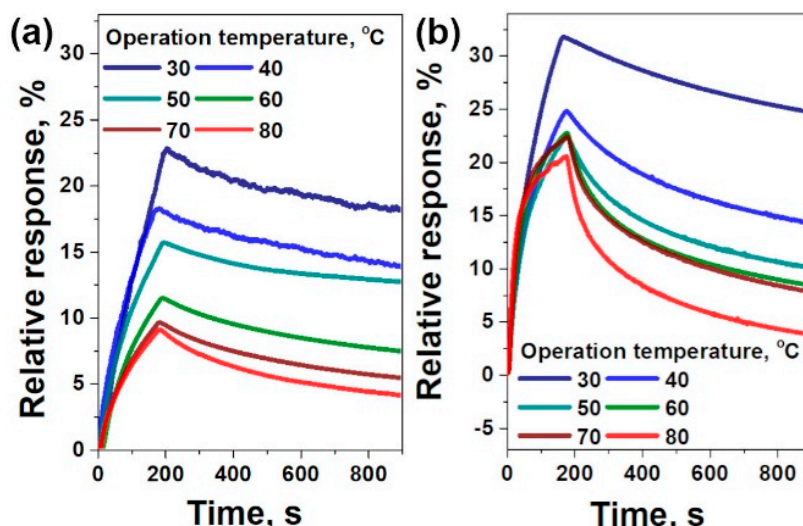 (a)
Operation temperature, °C
30 40
50 60
70 80
30
25
20
15
10
5
0
Relative response, %
0 200 400 600 800
Time, s
(b)
30
25
20
15
10
5
0
-5
Relative response, %
Operation temperature, °C
30 40
50 60
70 80
0 200 400 600 800
Time, s